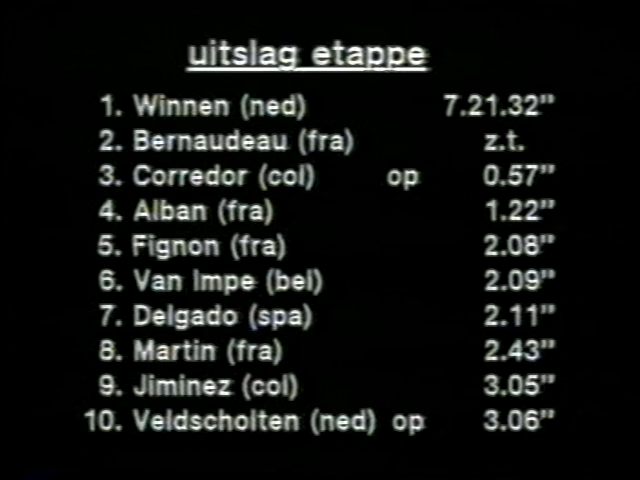 uitslag etappe
1. Winnen (ned) 7.21.32"
2. Bernaudeau (fra) z.t.
3. Corredor (col) op 0.57"
4. Alban (fra) 1.22"
5. Fignon (fra) 2.08"
6. Van Impe (bel) 2.09"
7. Delgado (spa) 2.11"
8. Martin (fra) 2.43"
9. Jiminez (col) 3.05"
10. Veldscholten (ned) op 3.06"